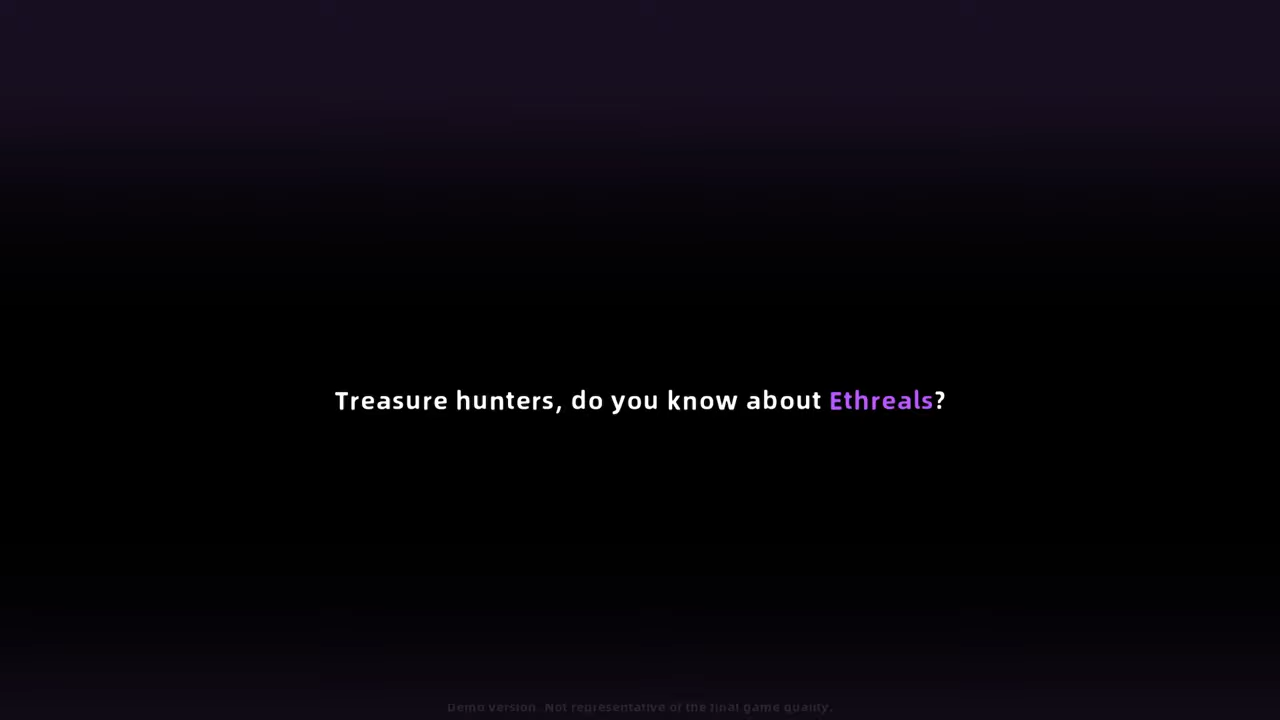 Treasure hunters, do you know about Ethreals?
Demo version. Not representative of the final game quality.